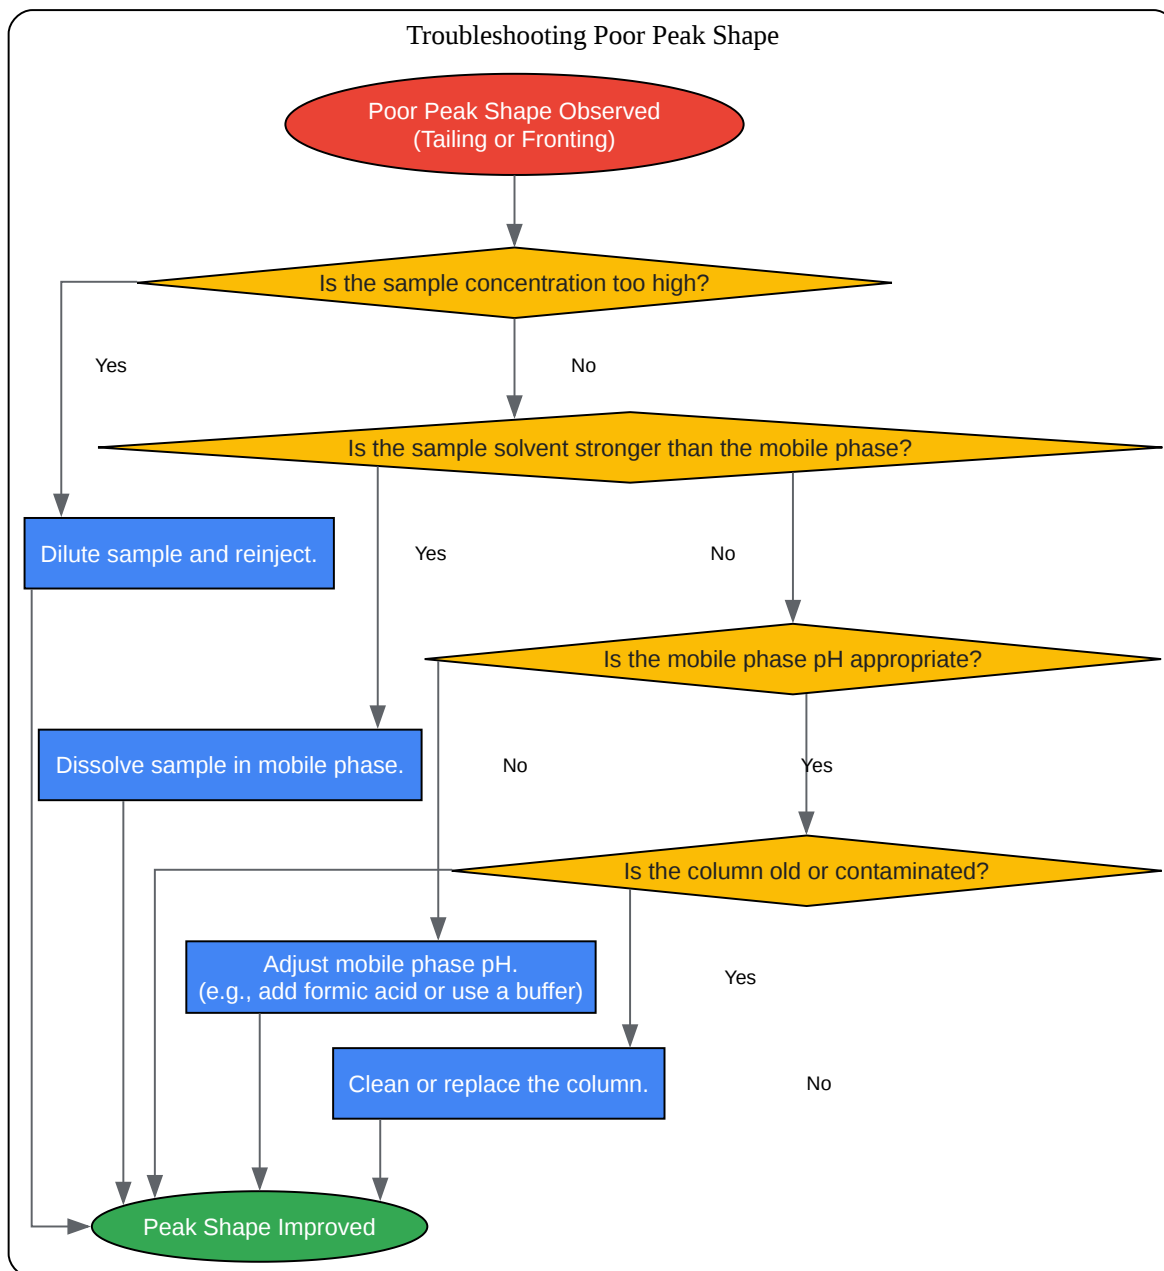 Troubleshooting Poor Peak Shape
Poor Peak Shape Observed
(Tailing or Fronting)
Is the sample concentration too high?
Yes
No
Is the sample solvent stronger than the mobile phase?
Dilute sample and reinject.
Yes
No
Is the mobile phase pH appropriate?
Dissolve sample in mobile phase.
No
Yes
Is the column old or contaminated?
Adjust mobile phase pH.
(e.g., add formic acid or use a buffer)
Yes
Clean or replace the column.
No
Peak Shape Improved